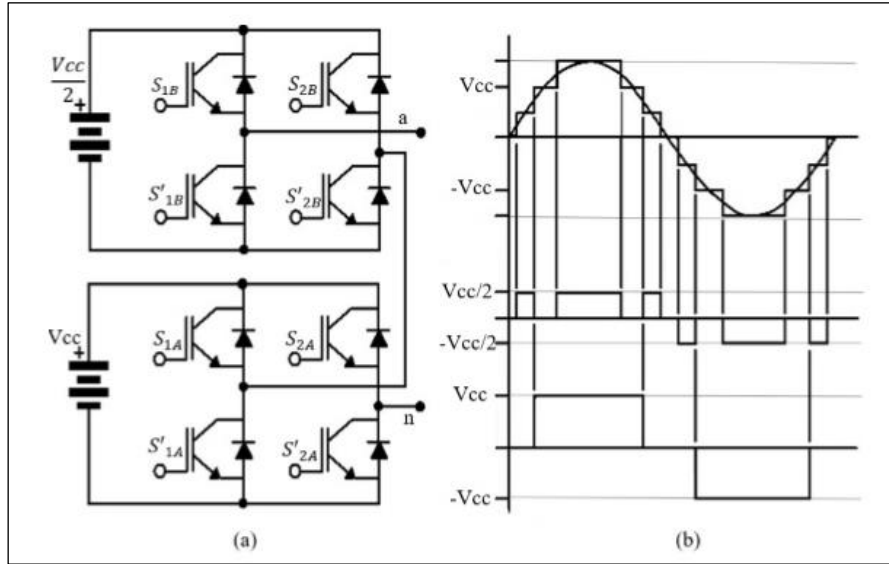 Vcc
2
+
S1B
S2B
a
S'1B
S'2B
Vcc
+
S1A
S2A
n
S'1A
S'2A
(a)
Vcc
-Vcc
Vcc/2
-Vcc/2
Vcc
-Vcc
(b)